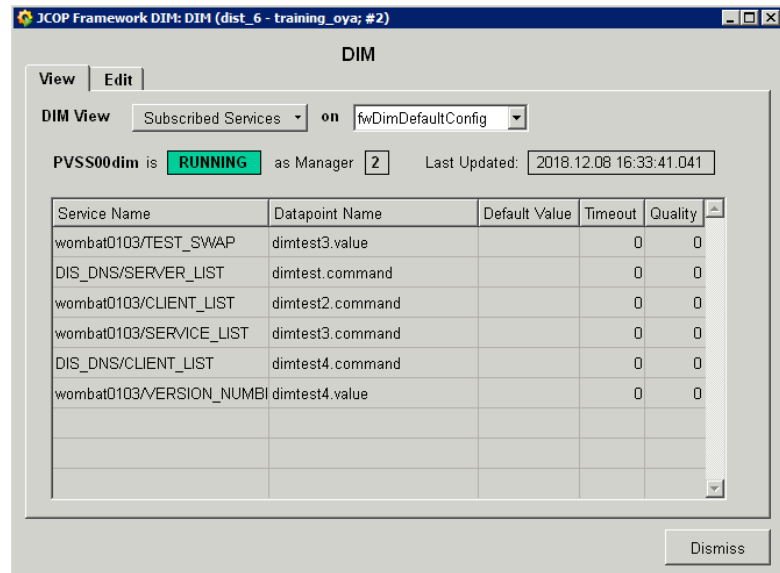 JCOP Framework DIM: DIM (dist_6 - training_oya; #2)
DIM
View Edit
DIM View Subscribed Services on fwDimDefaultConfig
PVSS00dim is RUNNING as Manager 2 Last Updated: 2018.12.08 16:33:41.041
Service Name Datapoint Name Default Value Timeout Quality
wombat0103/TEST_SWAP dimtest3.value 0 0
DIS_DNS/SERVER_LIST dimtest.command 0 0
wombat0103/CLIENT_LIST dimtest2.command 0 0
wombat0103/SERVICE_LIST dimtest3.command 0 0
DIS_DNS/CLIENT_LIST dimtest4.command 0 0
wombat0103/VERSION_NUMBI dimtest4.value 0 0
Dismiss